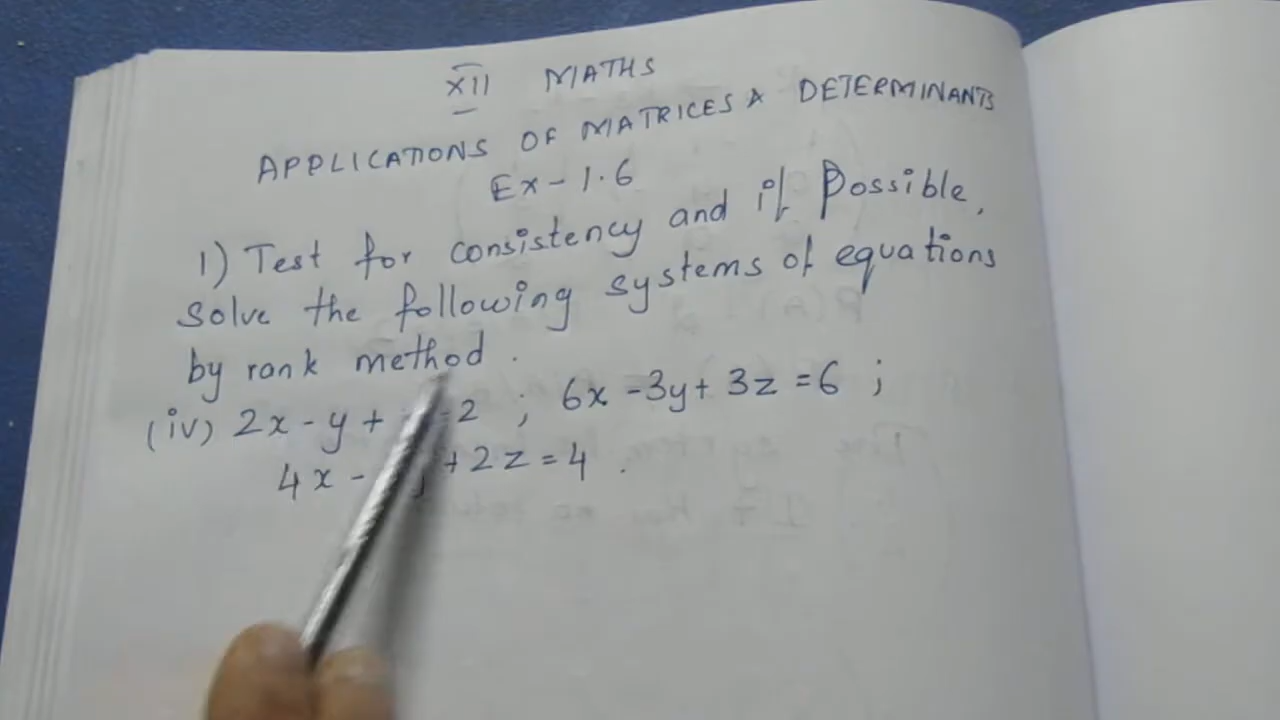 XII MATHS
APPLICATIONS OF MATRICES & DETERMINANTS
Ex-1.6
1) Test for consistency and if Possible,
solve the following systems of equations
by rank method.
(iv) 2x-y+ 2 ; 6x-3y+3z=6 ;
4x- +2z=4 .